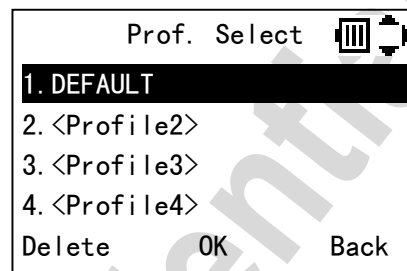 Prof. Select
1.DEFAULT
2.<Profile2>
3.<Profile3>
4.<Profile4>
Delete OK Back